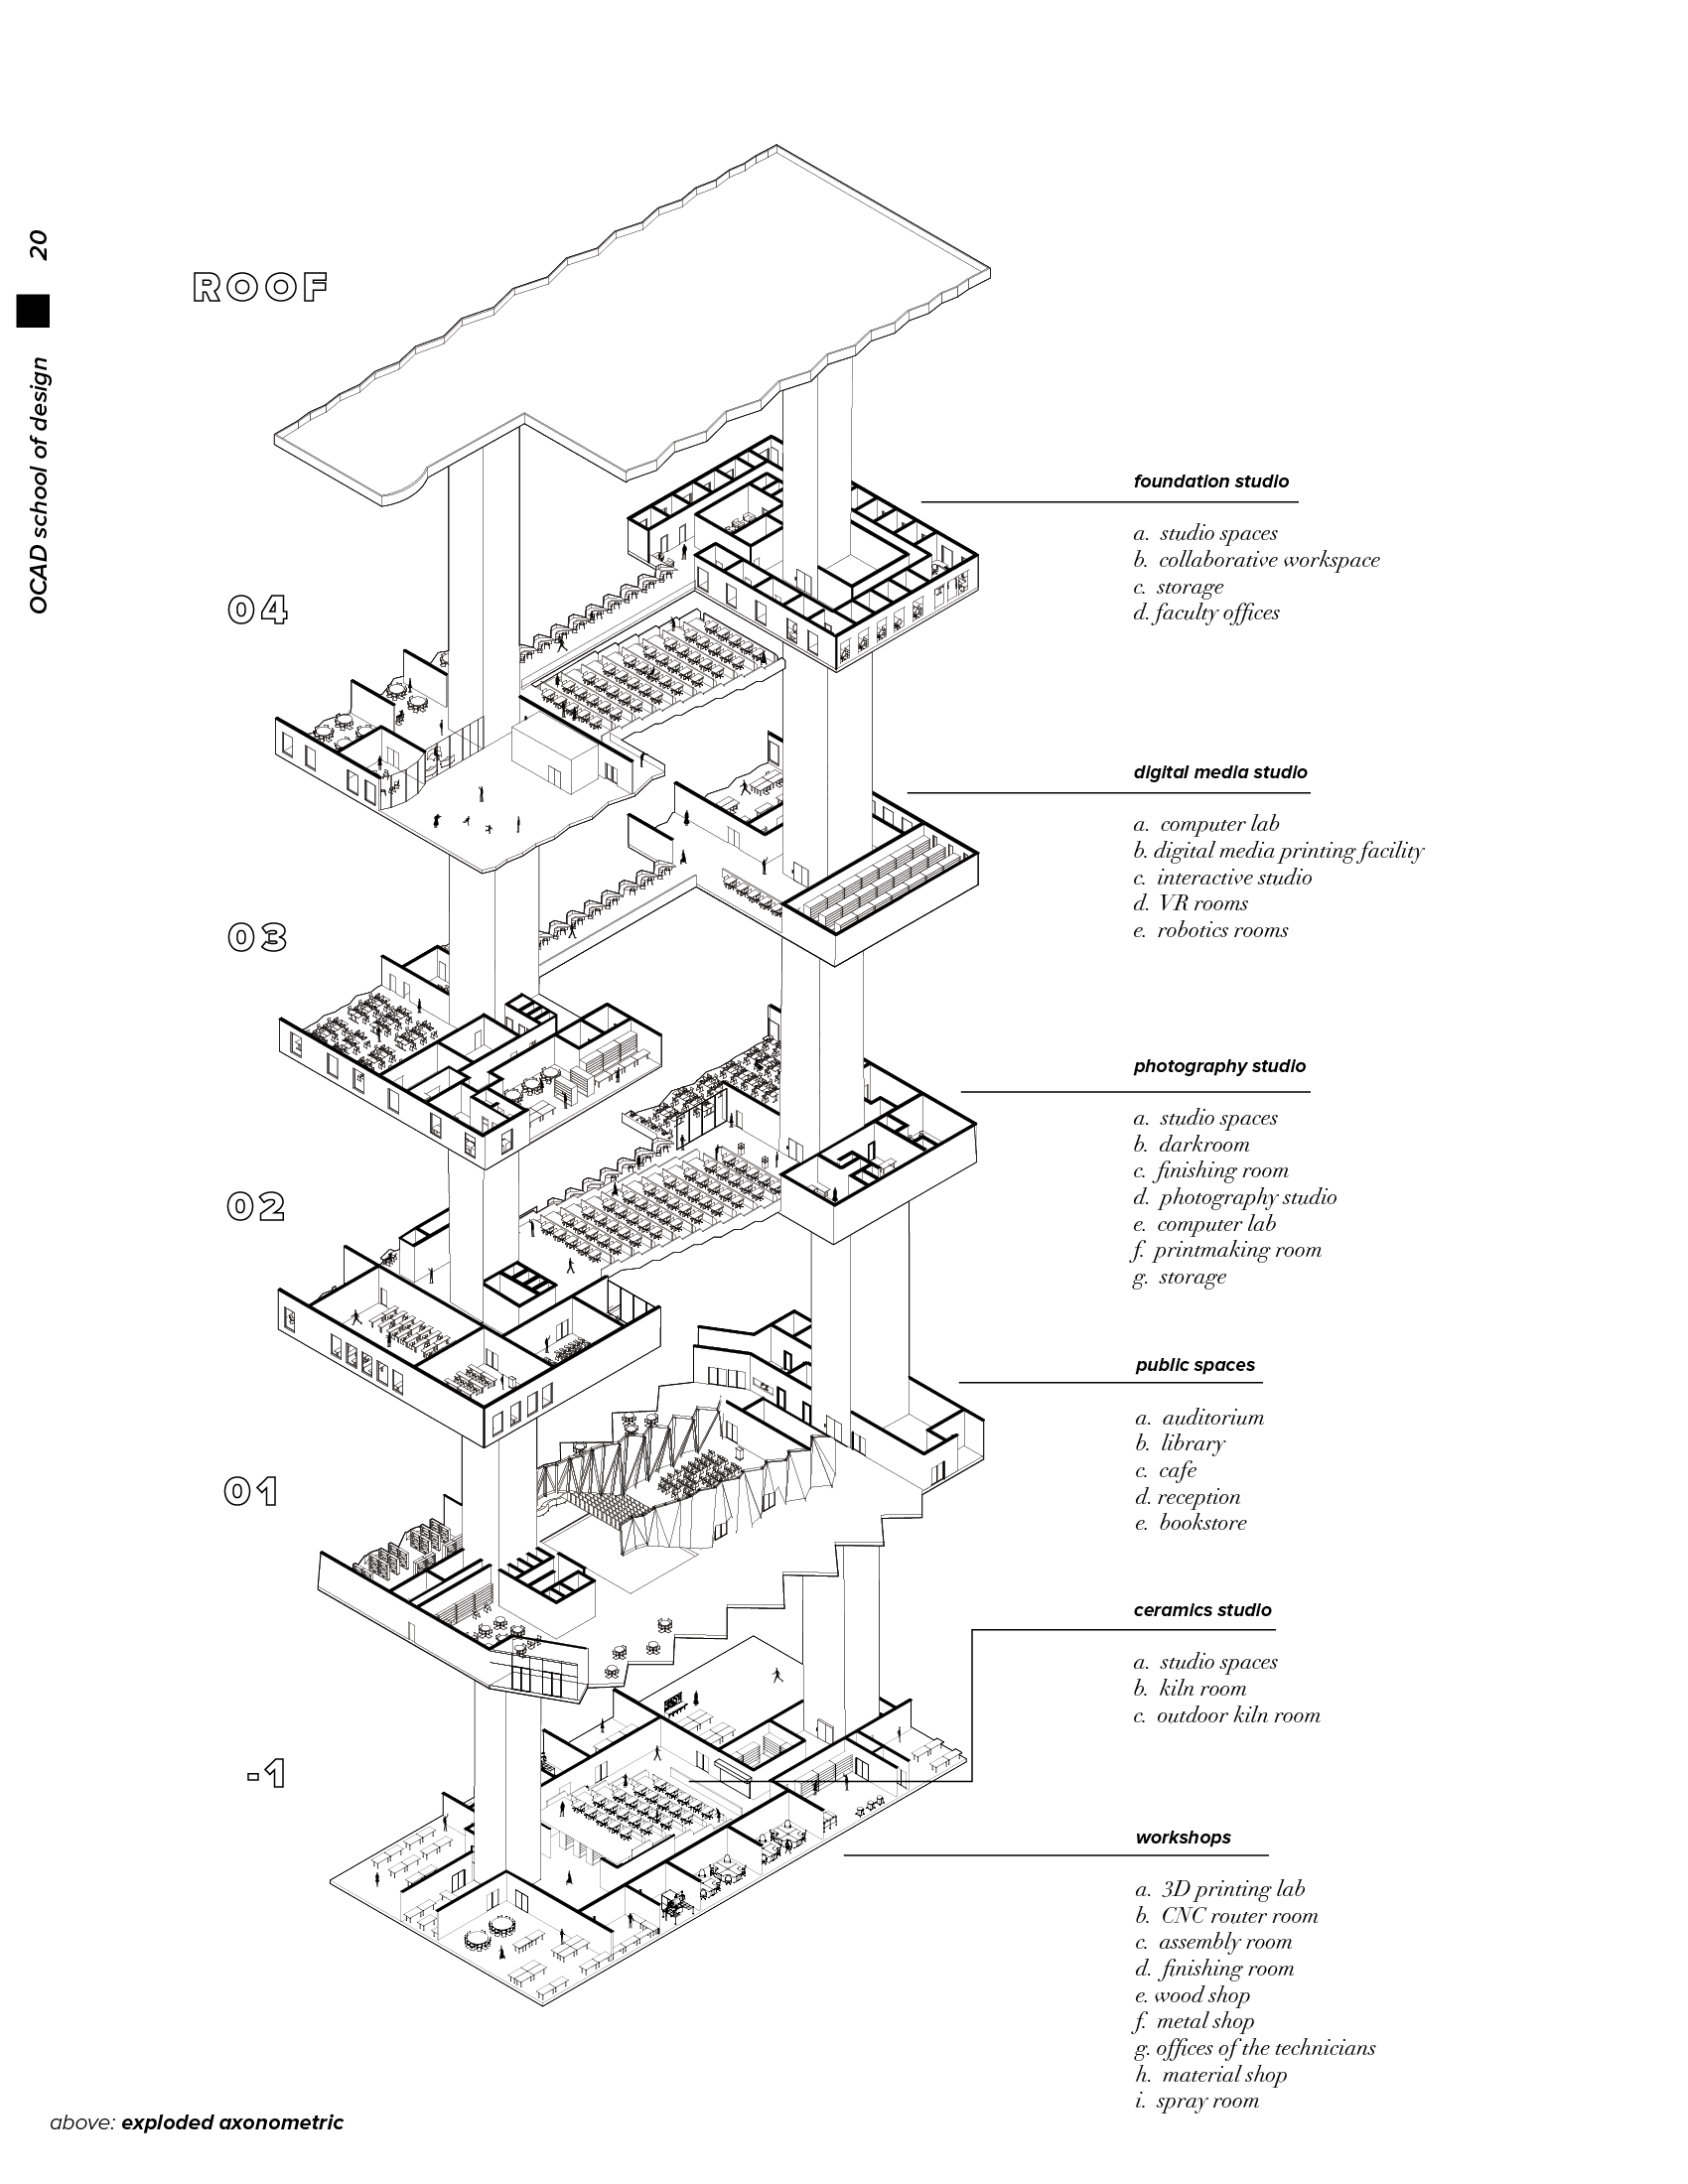 20
OCAD school of design
ROOF
04
03
02
01
-1
foundation studio
a. studio spaces
b. collaborative workspace
c. storage
d. faculty offices
digital media studio
a. computer lab
b. digital media printing facility
c. interactive studio
d. VR rooms
e. robotics rooms
photography studio
a. studio spaces
b. darkroom
c. finishing room
d. photography studio
e. computer lab
f. printmaking room
g. storage
public spaces
a. auditorium
b. library
c. cafe
d. reception
e. bookstore
ceramics studio
a. studio spaces
b. kiln room
c. outdoor kiln room
workshops
a. 3D printing lab
b. CNC router room
c. assembly room
d. finishing room
e. wood shop
f. metal shop
g. offices of the technicians
h. material shop
i. spray room
above: exploded axonometric